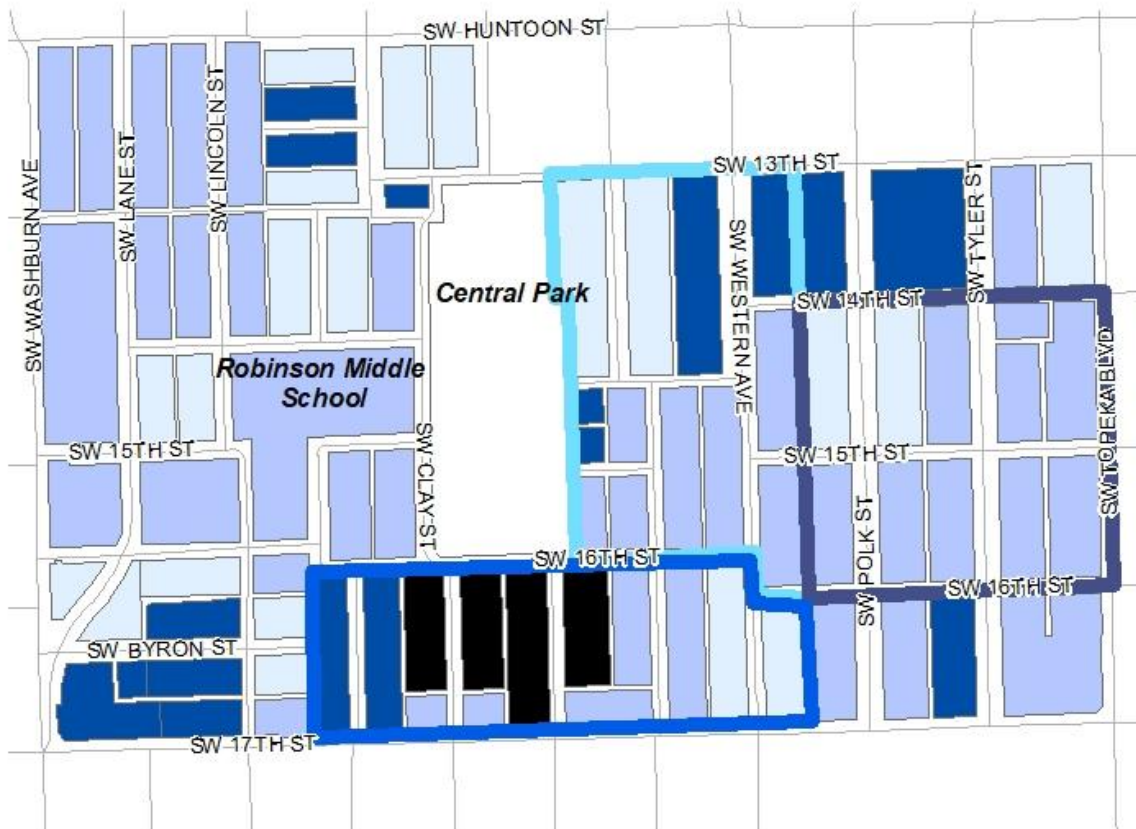 SW HUNTOON ST
SW 13TH ST
SW WASHBURN AVE
SW LANE ST
SW LINCOLN ST
SW TYLER ST
SW WESTERN AVE
Central Park
SW 14TH ST
Robinson Middle
School
SW TOPEKA BLVD
SW 15TH ST
SW CLAY ST
SW 15TH ST
SW POLK ST
SW 16TH ST
SW 16TH ST
SW BYRON ST
SW 17TH ST